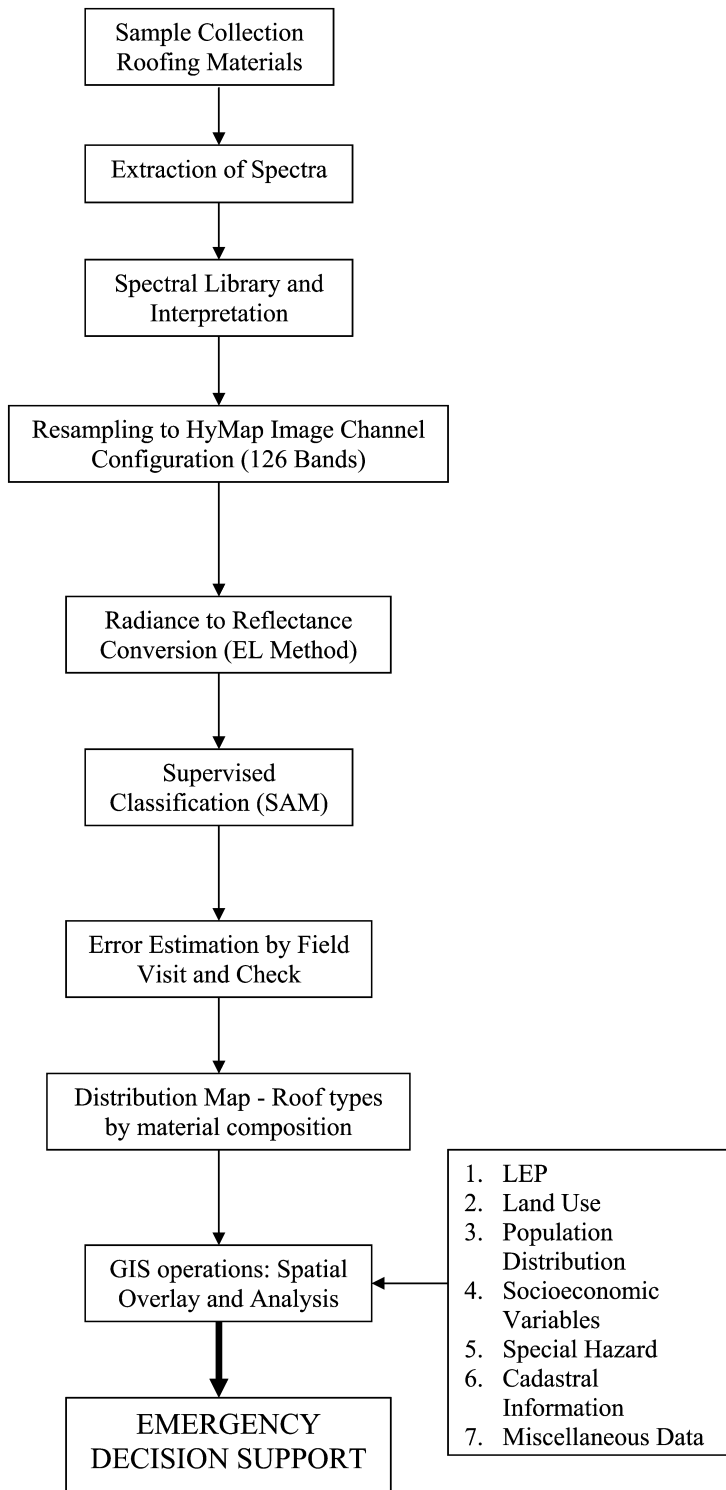 Sample Collection
Roofing Materials
Extraction of Spectra
Spectral Library and
Interpretation
Resampling to HyMap Image Channel
Configuration (126 Bands)
Radiance to Reflectance
Conversion (EL Method)
Supervised
Classification (SAM)
Error Estimation by Field
Visit and Check
Distribution Map - Roof types
by material composition
GIS operations: Spatial
Overlay and Analysis
EMERGENCY
DECISION SUPPORT
1. LEP
2. Land Use
3. Population
Distribution
4. Socioeconomic
Variables
5. Special Hazard
6. Cadastral
Information
7. Miscellaneous Data